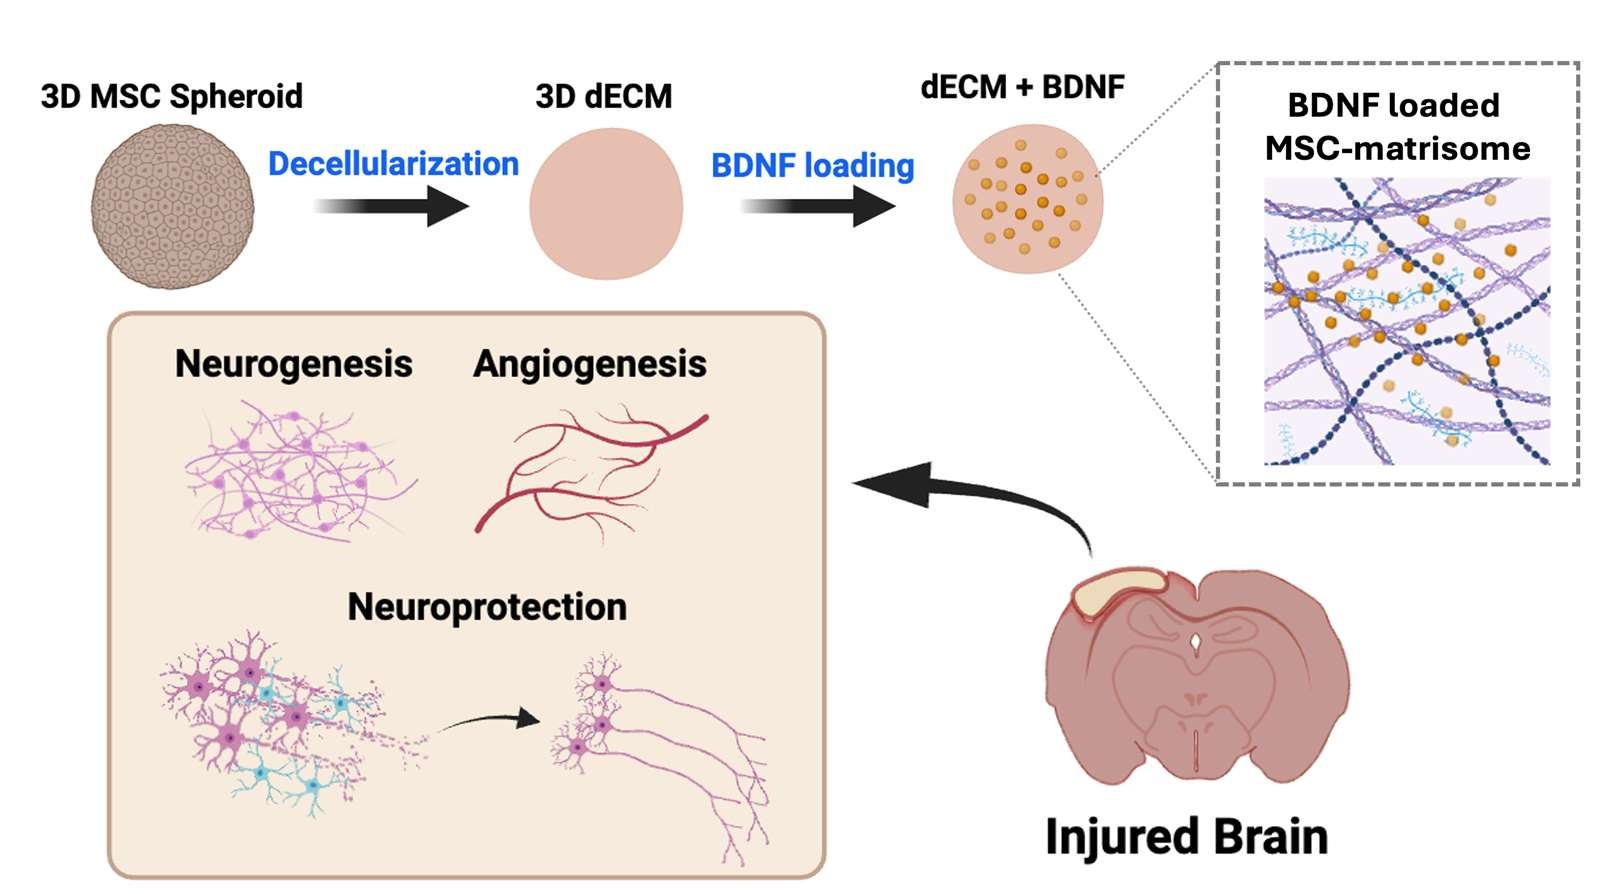 3D MSC Spheroid
Decellularization
3D dECM
BDNF loading
dECM + BDNF
BDNF loaded
MSC-matrisome
Neurogenesis
Angiogenesis
Neuroprotection
Injured Brain